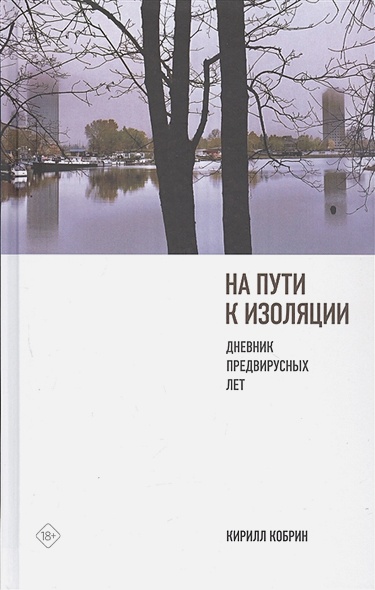 НА ПУТИ
К ИЗОЛЯЦИИ
ДНЕВНИК
ПРЕДВИРУСНЫХ
ЛЕТ
18+
КИРИЛЛ КОБРИН